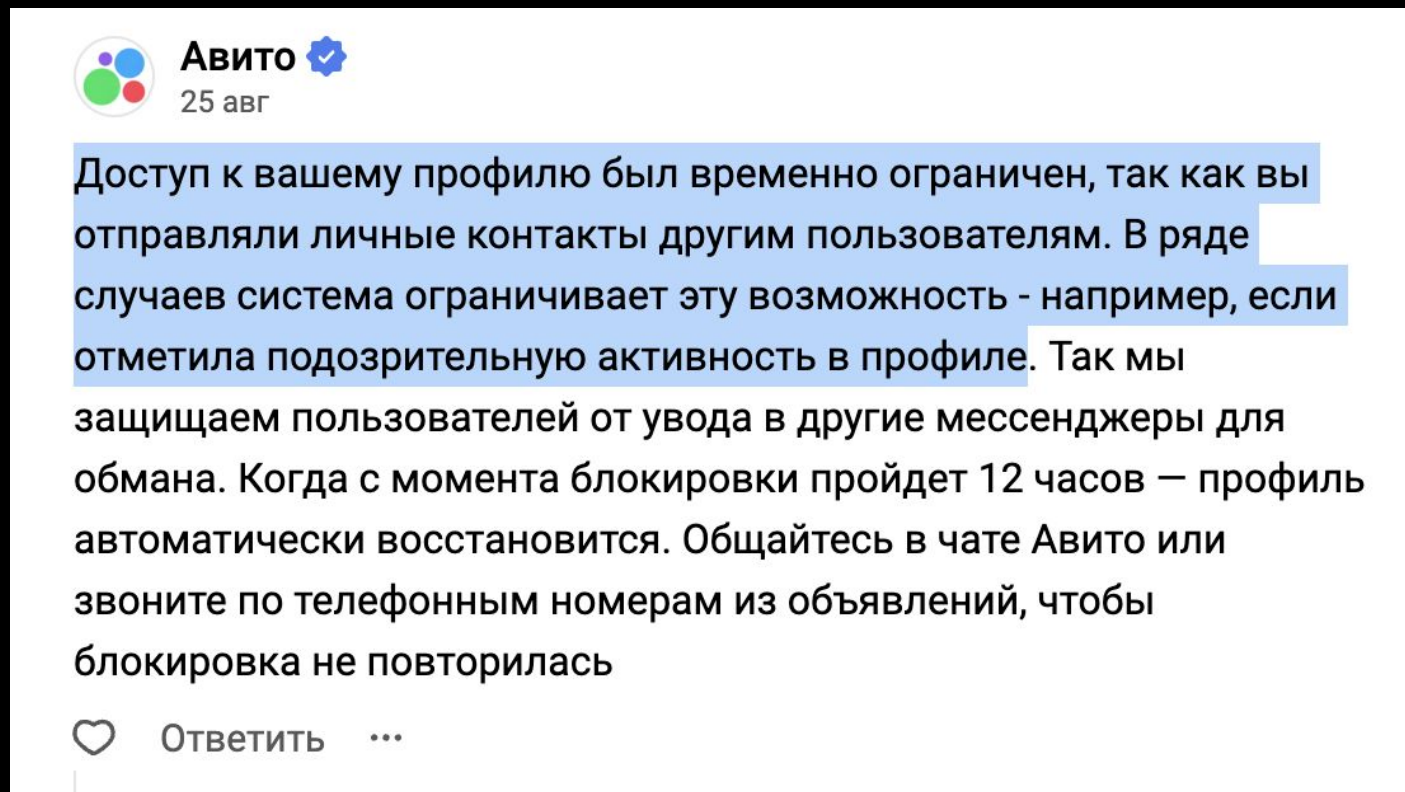 Авито
25 авг
Доступ к вашему профилю был временно ограничен, так как вы
отправляли личные контакты другим пользователям. В ряде
случаев система ограничивает эту возможность - например, если
отметила подозрительную активность в профиле. Так мы
защищаем пользователей от увода в другие мессенджеры для
обмана. Когда с момента блокировки пройдет 12 часов — профиль
автоматически восстановится. Общайтесь в чате Авито или
звоните по телефонным номерам из объявлений, чтобы
блокировка не повторилась
Ответить ...